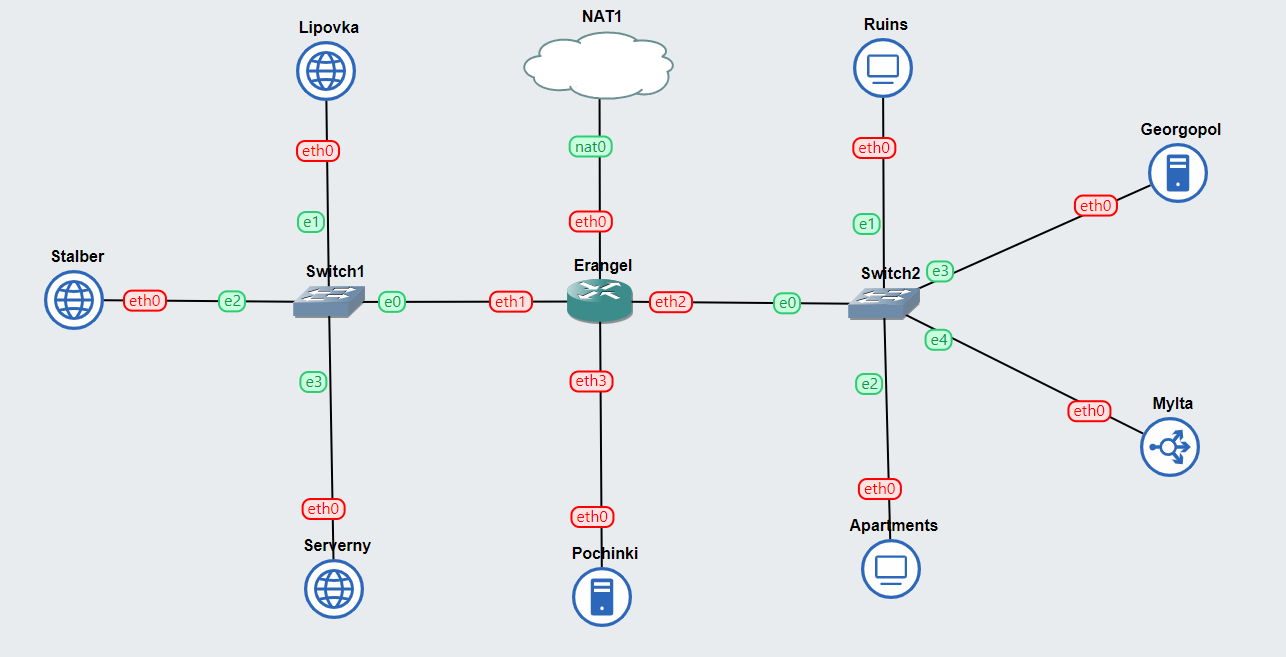 NAT1
Ruins
Lipovka
Georgopol
nat0
eth0
eth0
eth0
eth0
e1
eth0
e1
Stalber
Switch1
Erangel
Switch2
e3
eth0
e2
e0
eth1
eth2
e0
e4
e3
eth3
e2
Mylta
eth0
eth0
eth0
eth0
Serverny
Pochinki
Apartments